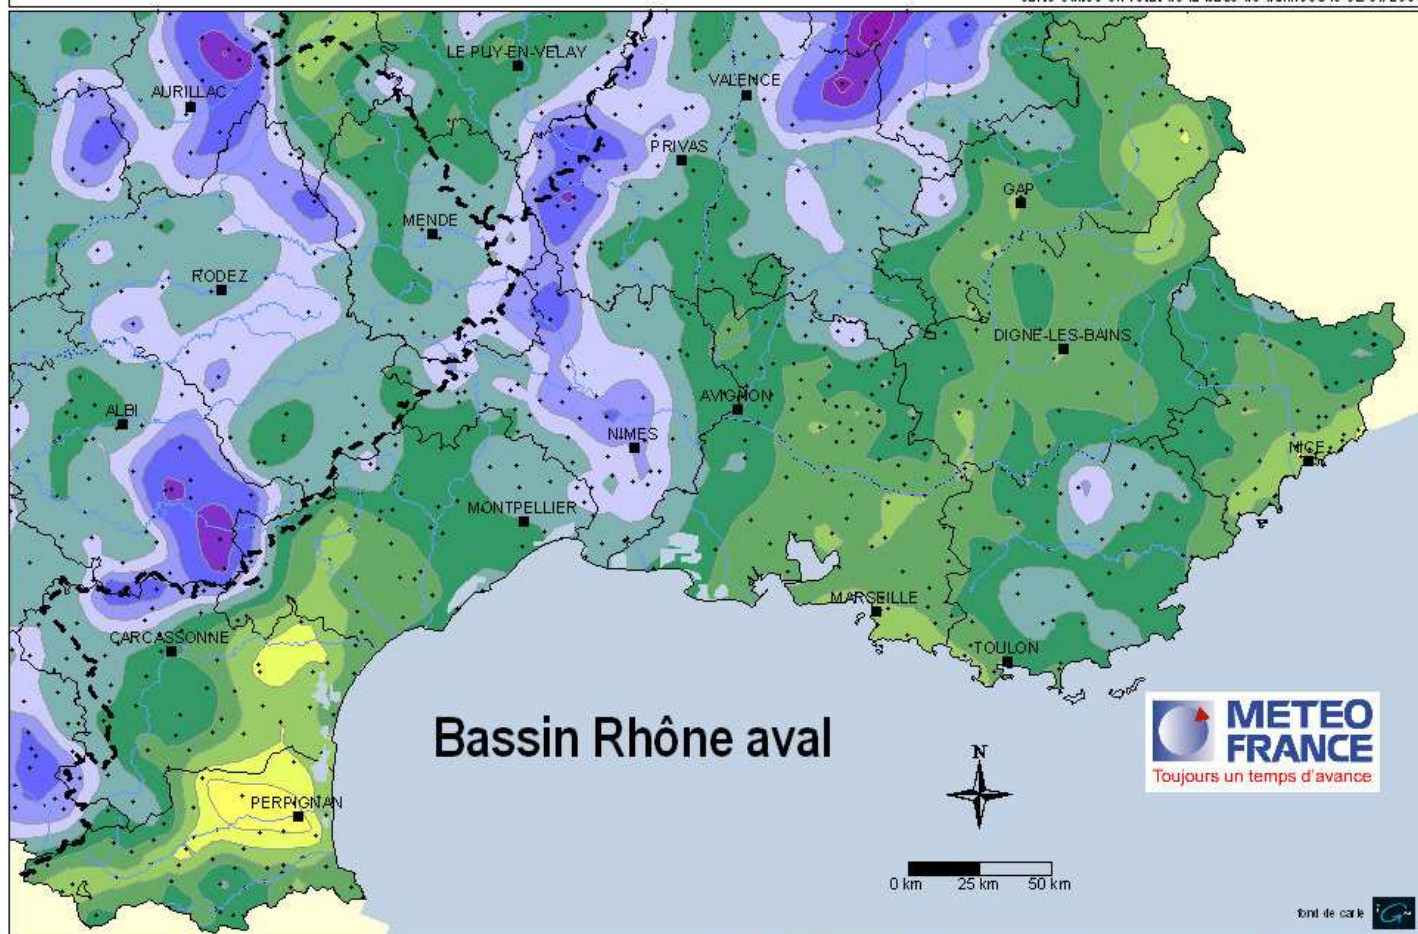 LE PUY-EN-VELAY
VALENCE
AURILLAC
PRIVAS
GAP
MENDE
RODEZ
DIGNE-LES-BAINS
AVIGNON
ALBI
NIMES
NICE
MONTPELLIER
MARSEILLE
CARCASSONNE
TOULON
Bassin Rhône aval
METEO
FRANCE
Toujours un temps d'avance
N
PERPIGNAN
0 km 25 km 50 km
fond de carte